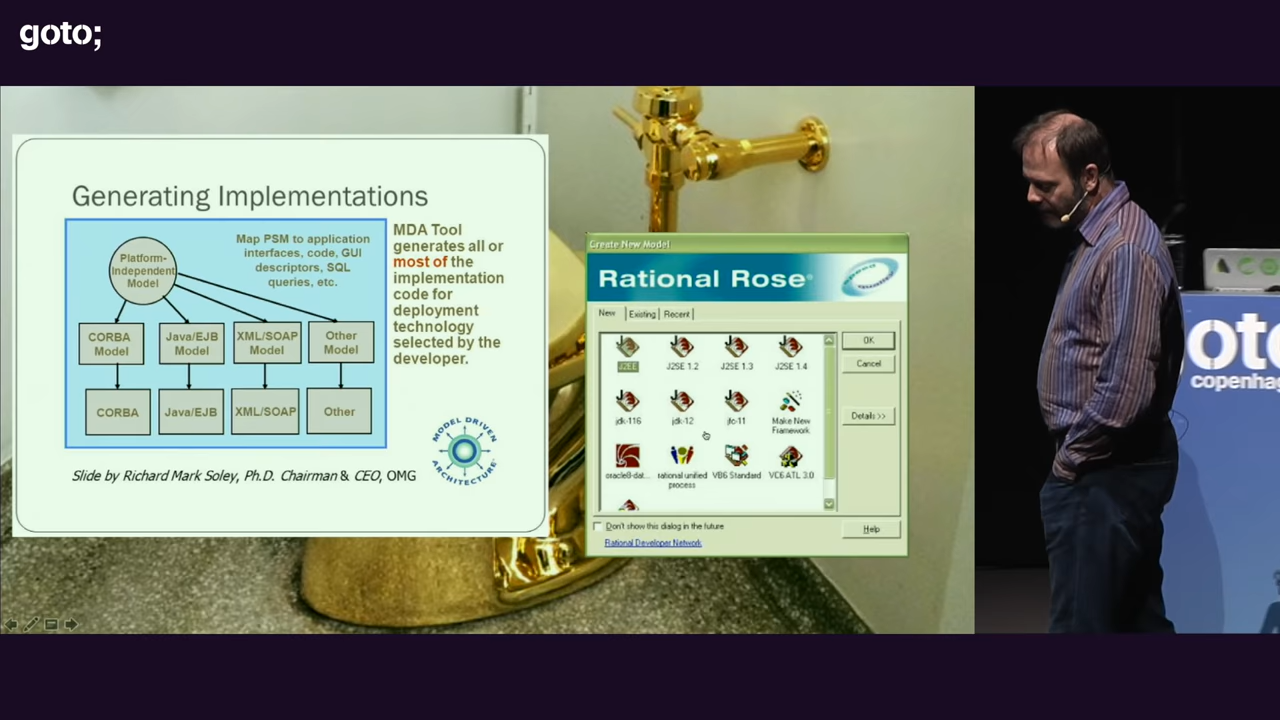 goto;
Generating Implementations
Platform-
Independent
Model
Map PSM to application
interfaces, code, GUI
descriptors, SQL
queries, etc.
CORBA
Model
Java/EJB
Model
XML/SOAP
Model
Other
Model
CORBA
Java/EJB
XML/SOAP
Other
MDA Tool
generates all or
most of the
implementation
code for
deployment
technology
selected by the
developer.
MODEL DRIVEN
ARCHITECTURE
Slide by Richard Mark Soley, Ph.D. Chairman & CEO, OMG
Create New Model
Rational Rose®
New
Existing
Recent
J2EE
J2SE 1.2
J2SE 1.3
J2SE 1.4
jdk-116
jdk-12
jfc-11
Make New
Framework
oracle8-dat...
rational unified
process
VB6 Standard
VC6 ATL 3.0
OK
Cancel
Details >>
Don't show this dialog in the future
Help
Rational Developer Network
goto
copenhag